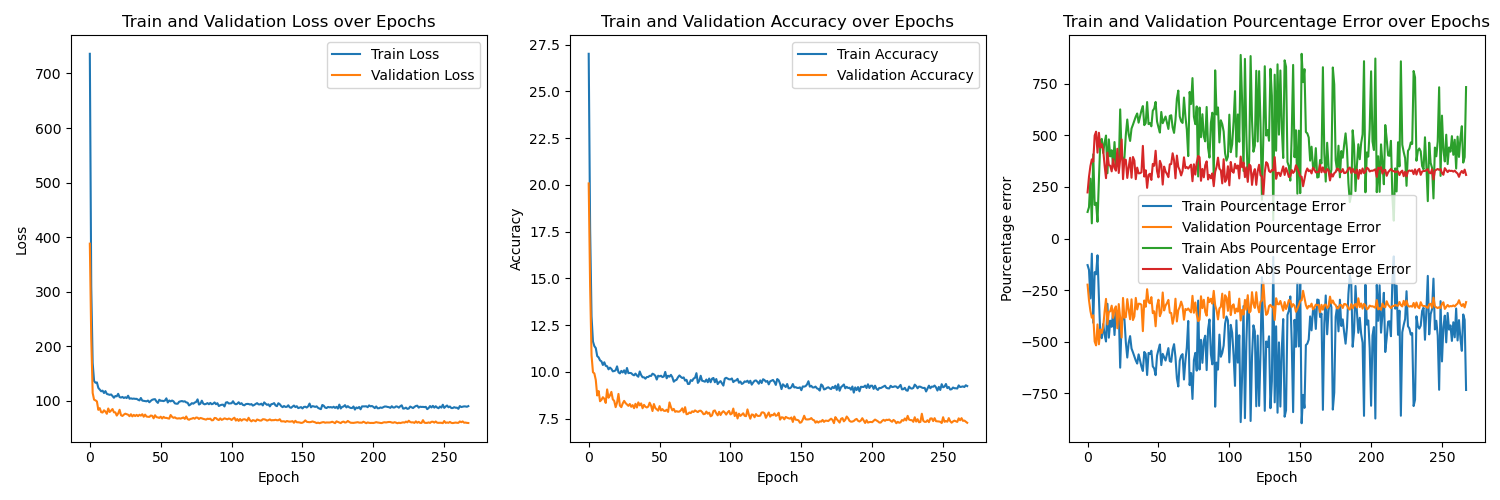 Train and Validation Loss over Epochs
Train Loss
Validation Loss
Loss
700
600
500
400
300
200
100
0
50
100
150
200
250
Epoch
Train and Validation Accuracy over Epochs
Train Accuracy
Validation Accuracy
Accuracy
27.5
25.0
22.5
20.0
17.5
15.0
12.5
10.0
7.5
0
50
100
150
200
250
Epoch
Train and Validation Pourcentage Error over Epochs
Train Pourcentage Error
Validation Pourcentage Error
Train Abs Pourcentage Error
Validation Abs Pourcentage Error
Pourcentage error
750
500
250
0
−250
−500
−750
0
50
100
150
200
250
Epoch